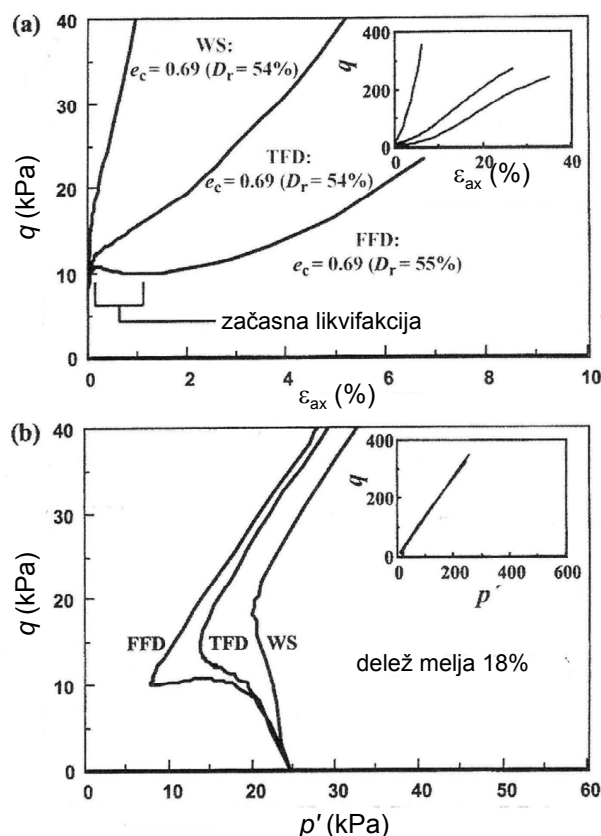 (a)
40
30
20
10
0
q (kPa)
WS:
e_c = 0.69 (D_r = 54%)
TFD:
e_c = 0.69 (D_r = 54%)
FFD:
e_c = 0.69 (D_r = 55%)
začasna likvifakcija
0 2 4 6 8 10
ε_ax (%)
400
200
0
q
0 20 40
ε_ax (%)
(b)
40
30
20
10
0
q (kPa)
FFD TFD WS
delež melja 18%
0 10 20 30 40 50 60
p' (kPa)
400
200
0
q
0 200 400 600
p´